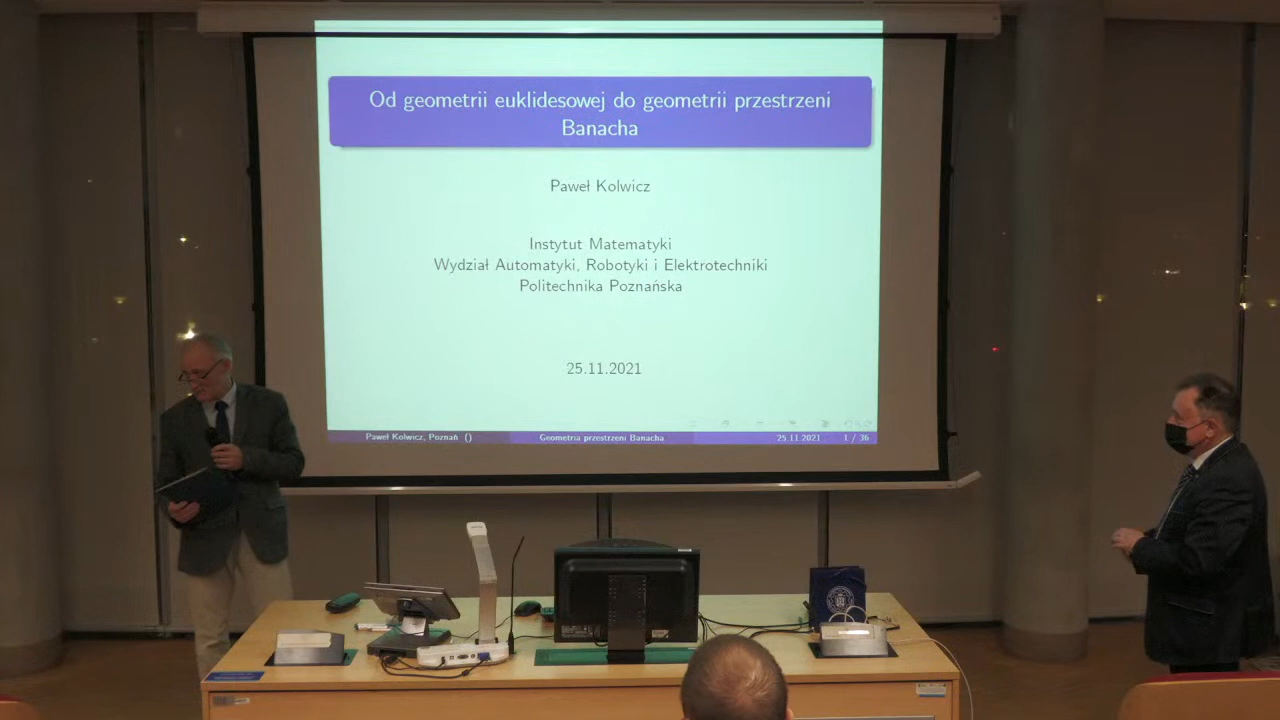 Od geometrii euklidesowej do geometrii przestrzeni
Banacha
Paweł Kolwicz
Instytut Matematyki
Wydział Automatyki, Robotyki i Elektrotechniki
Politechnika Poznańska
25.11.2021
Paweł Kolwicz, Poznań () Geometria przestrzeni Banacha 25.11.2021 1 / 36